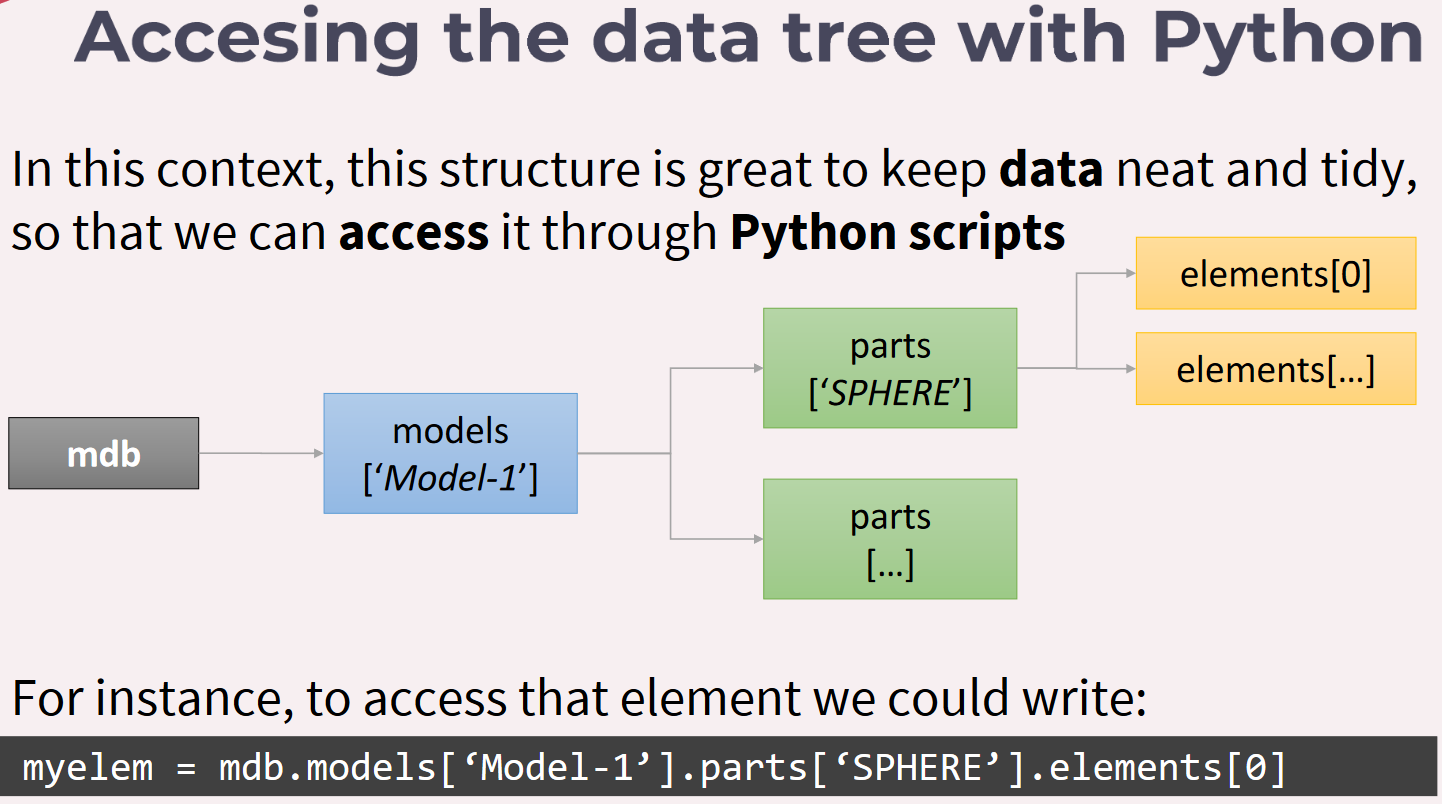 Accesing the data tree with Python
In this context, this structure is great to keep data neat and tidy,
so that we can access it through Python scripts
elements[0]
elements[…]
parts
[‘SPHERE’]
models
[‘Model-1’]
mdb
parts
[…]
For instance, to access that element we could write:
myelem = mdb.models[‘Model-1’].parts[‘SPHERE’].elements[0]